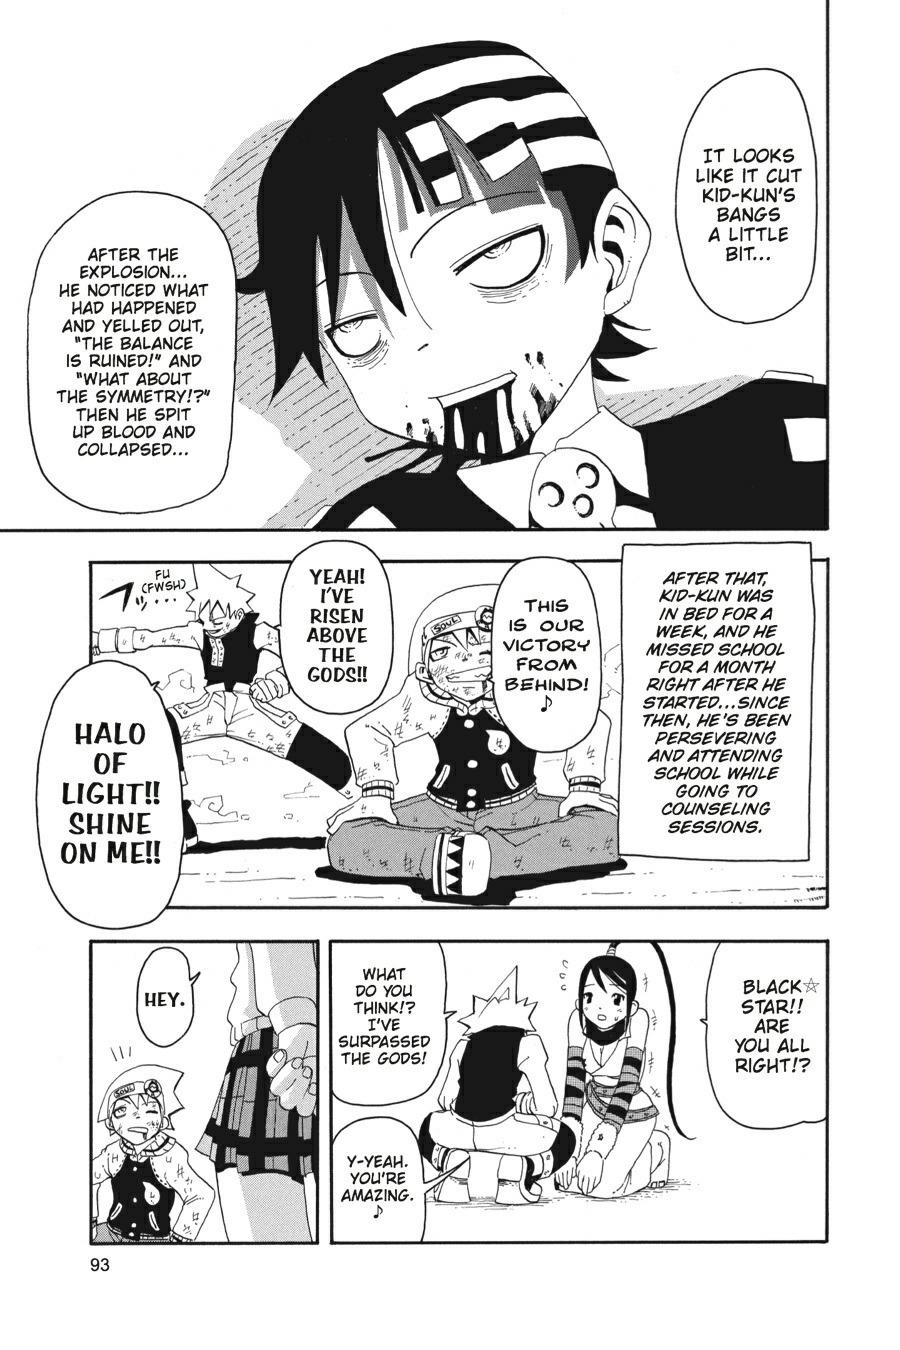 IT LOOKS
LIKE IT CUT
KID-KUN'S
BANGS
A LITTLE
BIT...
AFTER THE
EXPLOSION...
HE NOTICED WHAT
HAD HAPPENED
AND YELLED OUT,
"THE BALANCE
IS RUINED!" AND
"WHAT ABOUT
THE SYMMETRY!?"
THEN HE SPIT
UP BLOOD AND
COLLAPSED...
AFTER THAT,
KID-KUN WAS
IN BED FOR A
WEEK, AND HE
MISSED SCHOOL
FOR A MONTH
RIGHT AFTER HE
STARTED...SINCE
THEN, HE'S BEEN
PERSEVERING
AND ATTENDING
SCHOOL WHILE
GOING TO
COUNSELING
SESSIONS.
THIS
IS OUR
VICTORY
FROM
BEHIND!
♪
SOUL
YEAH!
I'VE
RISEN
ABOVE
THE
GODS!!
FU
(FWSH)
フッ...
HALO
OF
LIGHT!!
SHINE
ON ME!!
BLACK☆
STAR!!
ARE
YOU ALL
RIGHT!?
WHAT
DO YOU
THINK!?
I'VE
SURPASSED
THE GODS!
Y-YEAH.
YOU'RE
AMAZING.
♪
HEY.
SOUL
93